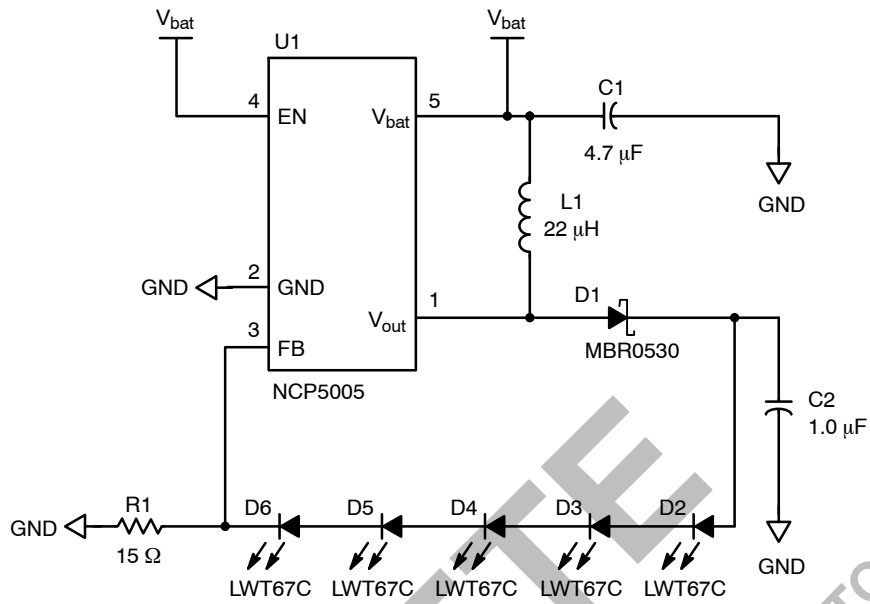 Vbat
Vbat
U1
C1
4
EN
Vbat
5
4.7 μF
GND
L1
22 μH
GND
2
GND
1
D1
3
Vout
FB
MBR0530
NCP5005
C2
1.0 μF
R1
D6
D5
D4
D3
D2
GND
15 Ω
GND
LWT67C
LWT67C
LWT67C
LWT67C
LWT67C